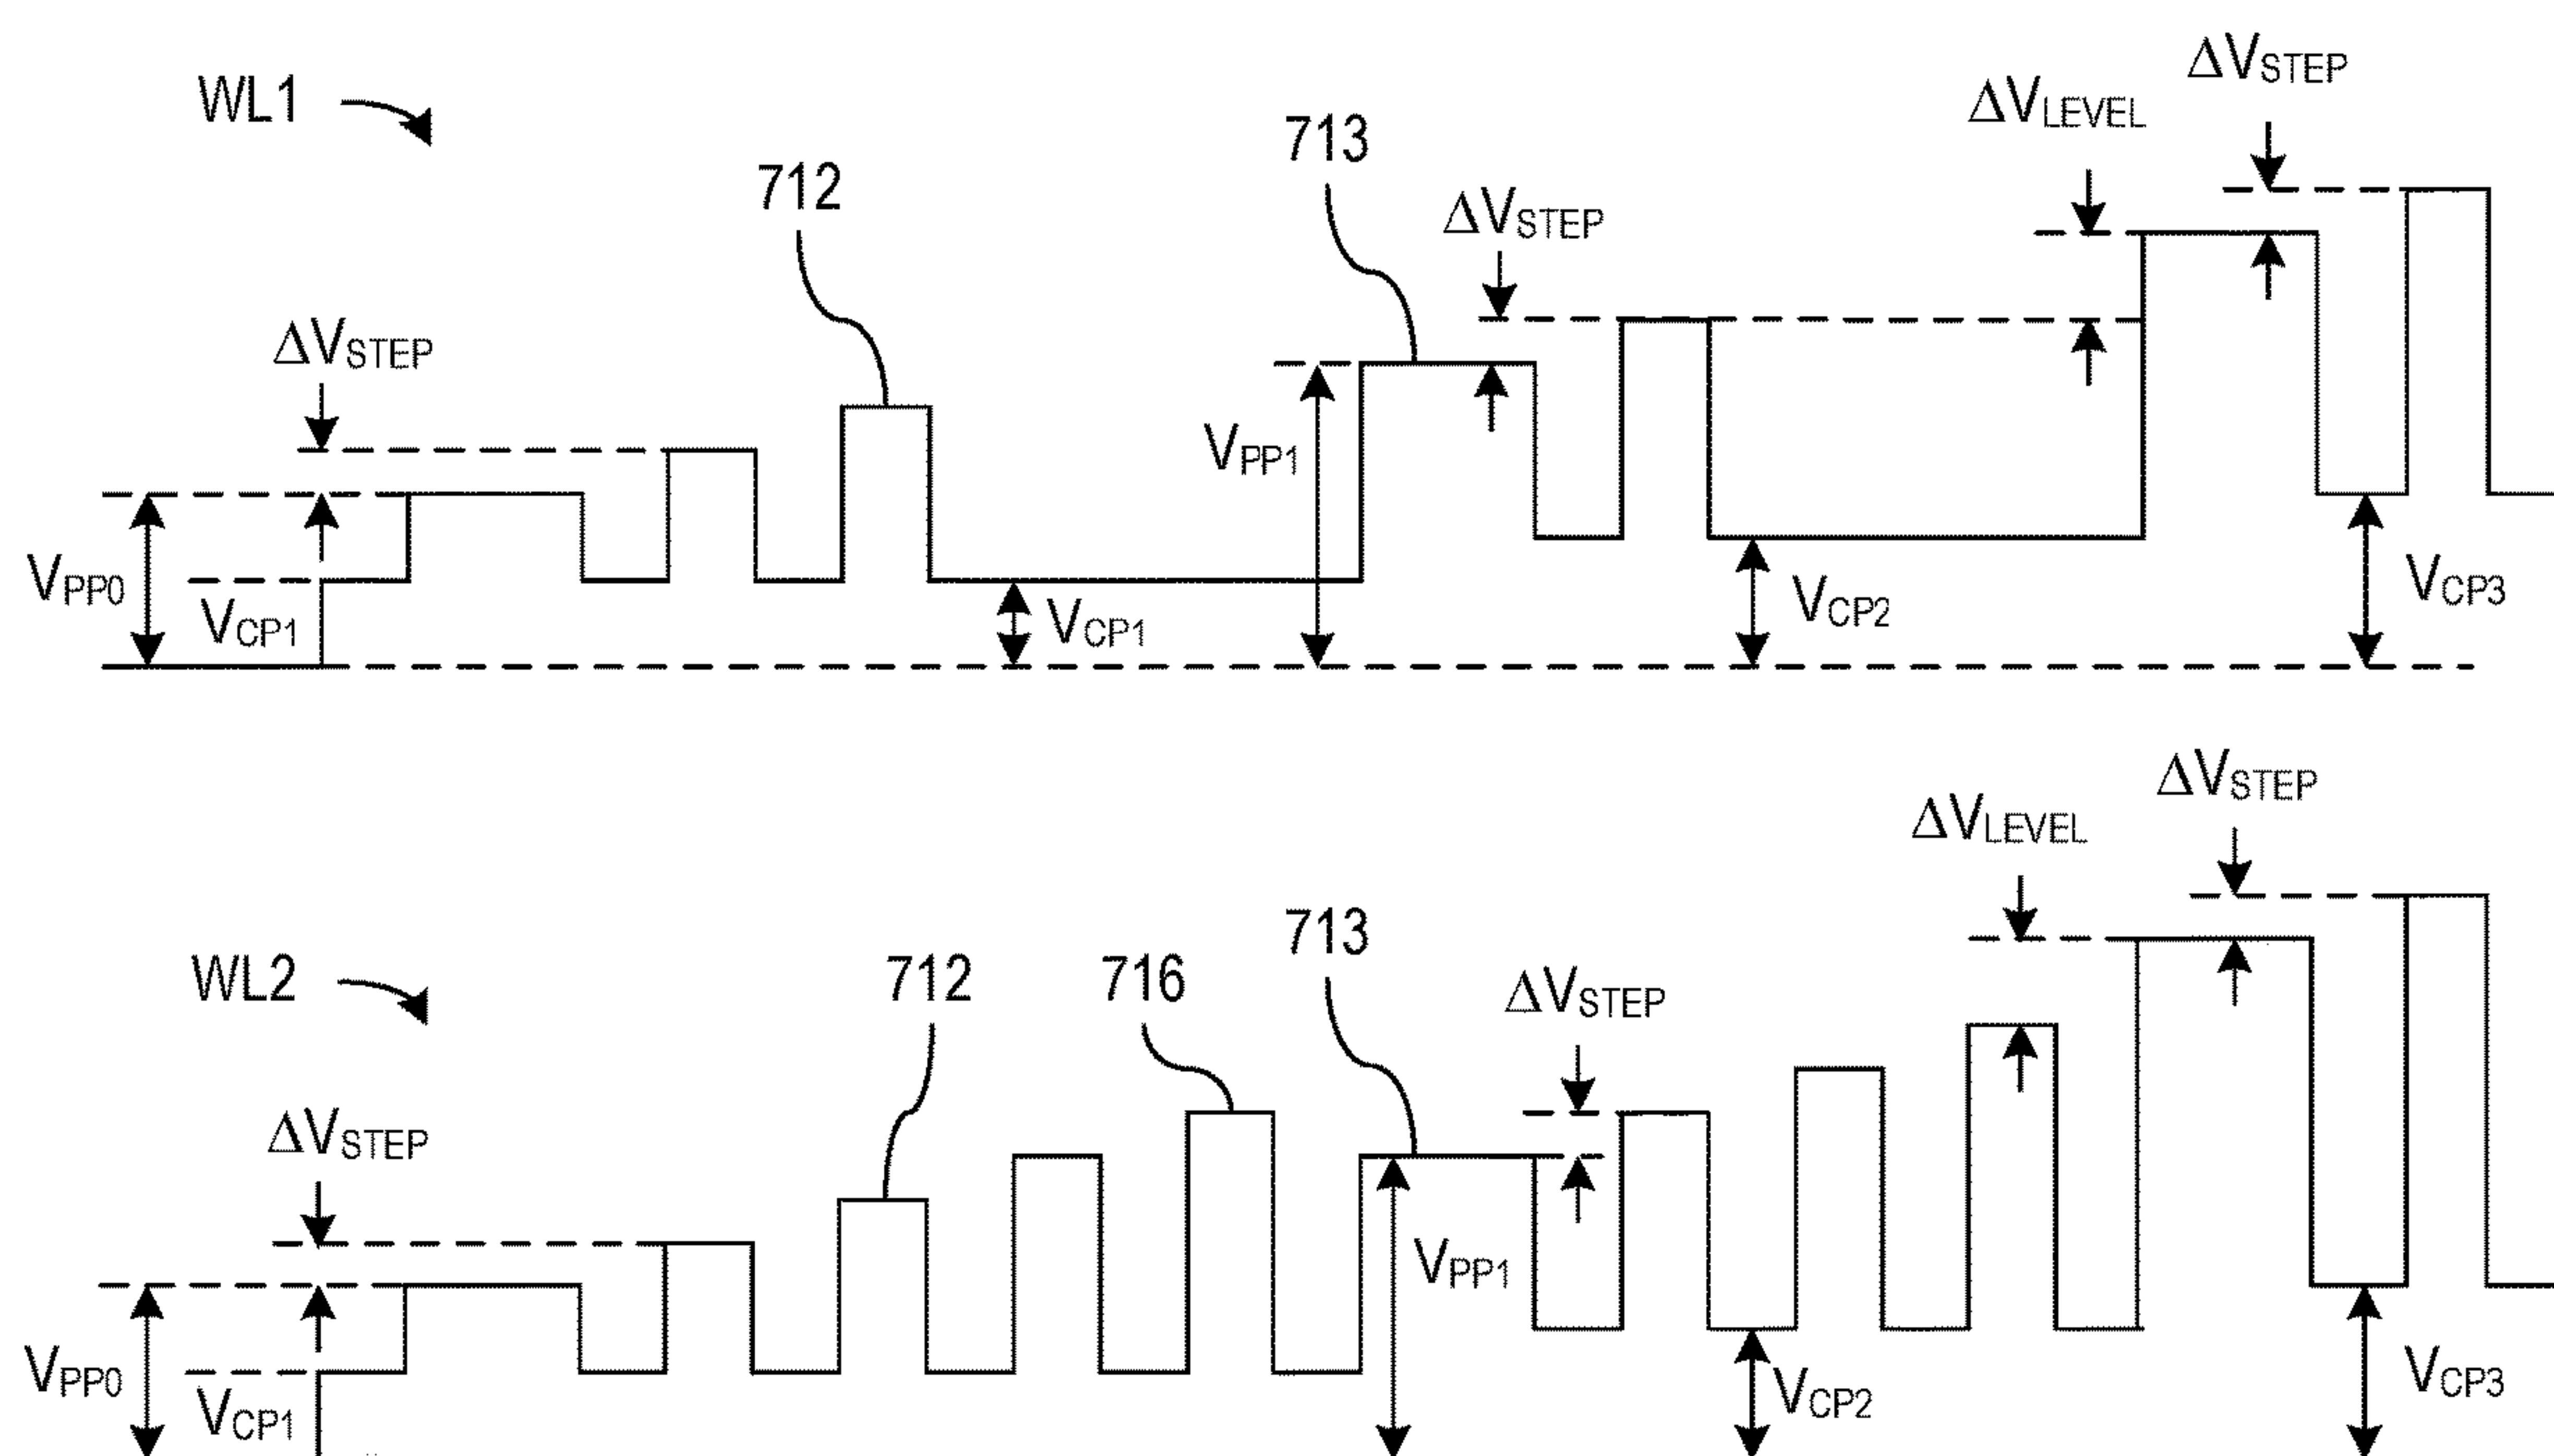 ΔVSTEP
WL1
ΔVLEVEL
713
712
ΔVSTEP
ΔVSTEP
VPP1
VPP0
VCP1
VCP1
VCP2
VCP3
ΔVSTEP
ΔVLEVEL
WL2
712
716
713
ΔVSTEP
ΔVSTEP
VPP1
VPP0
VCP1
VCP2
VCP3